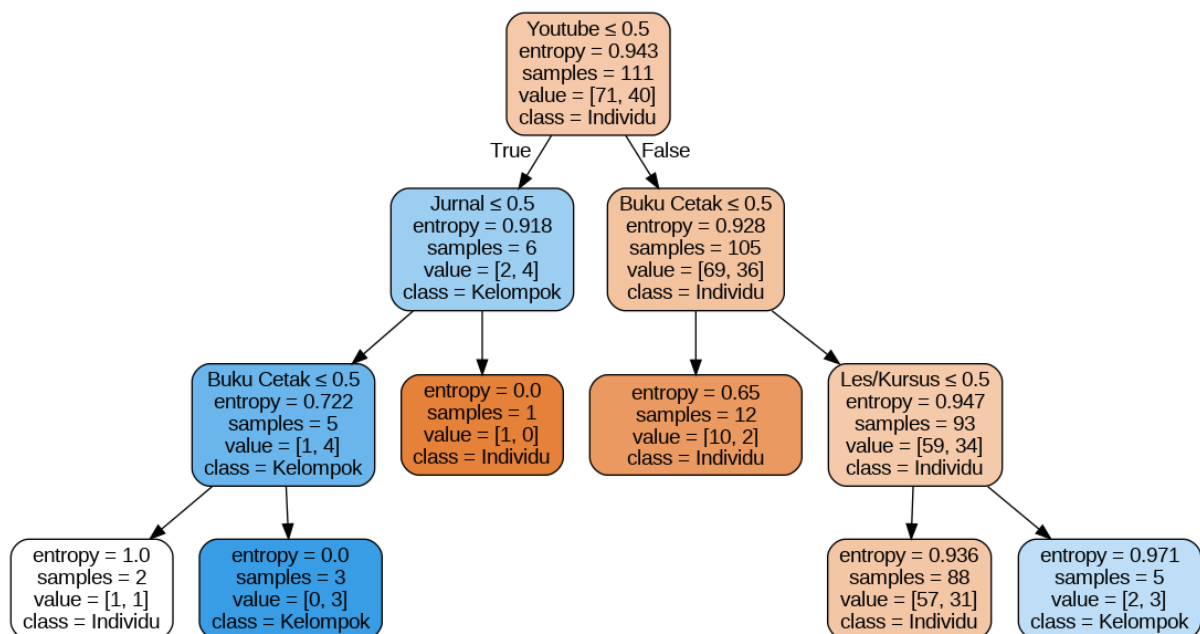 Youtube ≤ 0.5
entropy = 0.943
samples = 111
value = [71, 40]
class = Individu
True
False
Jurnal ≤ 0.5
entropy = 0.918
samples = 6
value = [2, 4]
class = Kelompok
Buku Cetak ≤ 0.5
entropy = 0.928
samples = 105
value = [69, 36]
class = Individu
Buku Cetak ≤ 0.5
entropy = 0.722
samples = 5
value = [1, 4]
class = Kelompok
entropy = 0.0
samples = 1
value = [1, 0]
class = Individu
entropy = 0.65
samples = 12
value = [10, 2]
class = Individu
Les/Kursus ≤ 0.5
entropy = 0.947
samples = 93
value = [59, 34]
class = Individu
entropy = 1.0
samples = 2
value = [1, 1]
class = Individu
entropy = 0.0
samples = 3
value = [0, 3]
class = Kelompok
entropy = 0.936
samples = 88
value = [57, 31]
class = Individu
entropy = 0.971
samples = 5
value = [2, 3]
class = Kelompok